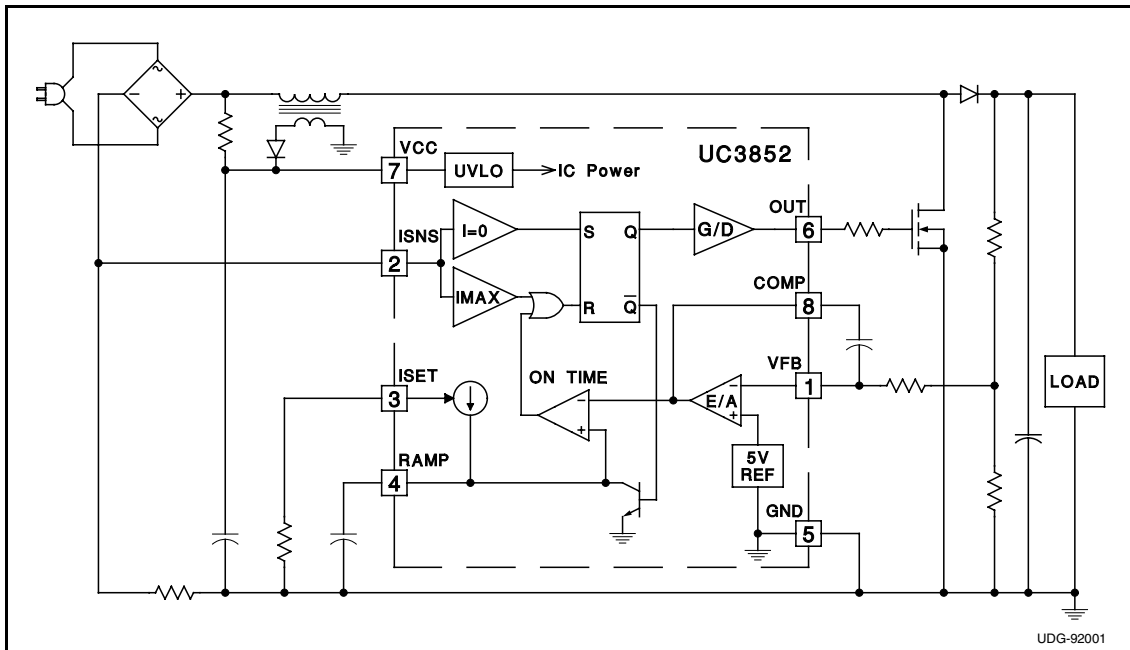 ~
−
+
~
VCC
UC3852
7
UVLO
IC Power
OUT
ISNS
I=0
S
Q
G/D
6
2
COMP
IMAX
R
Q̅
8
VFB
ISET
ON TIME
−
−
1
3
E/A
LOAD
+
+
RAMP
5V
REF
4
GND
5
UDG-92001